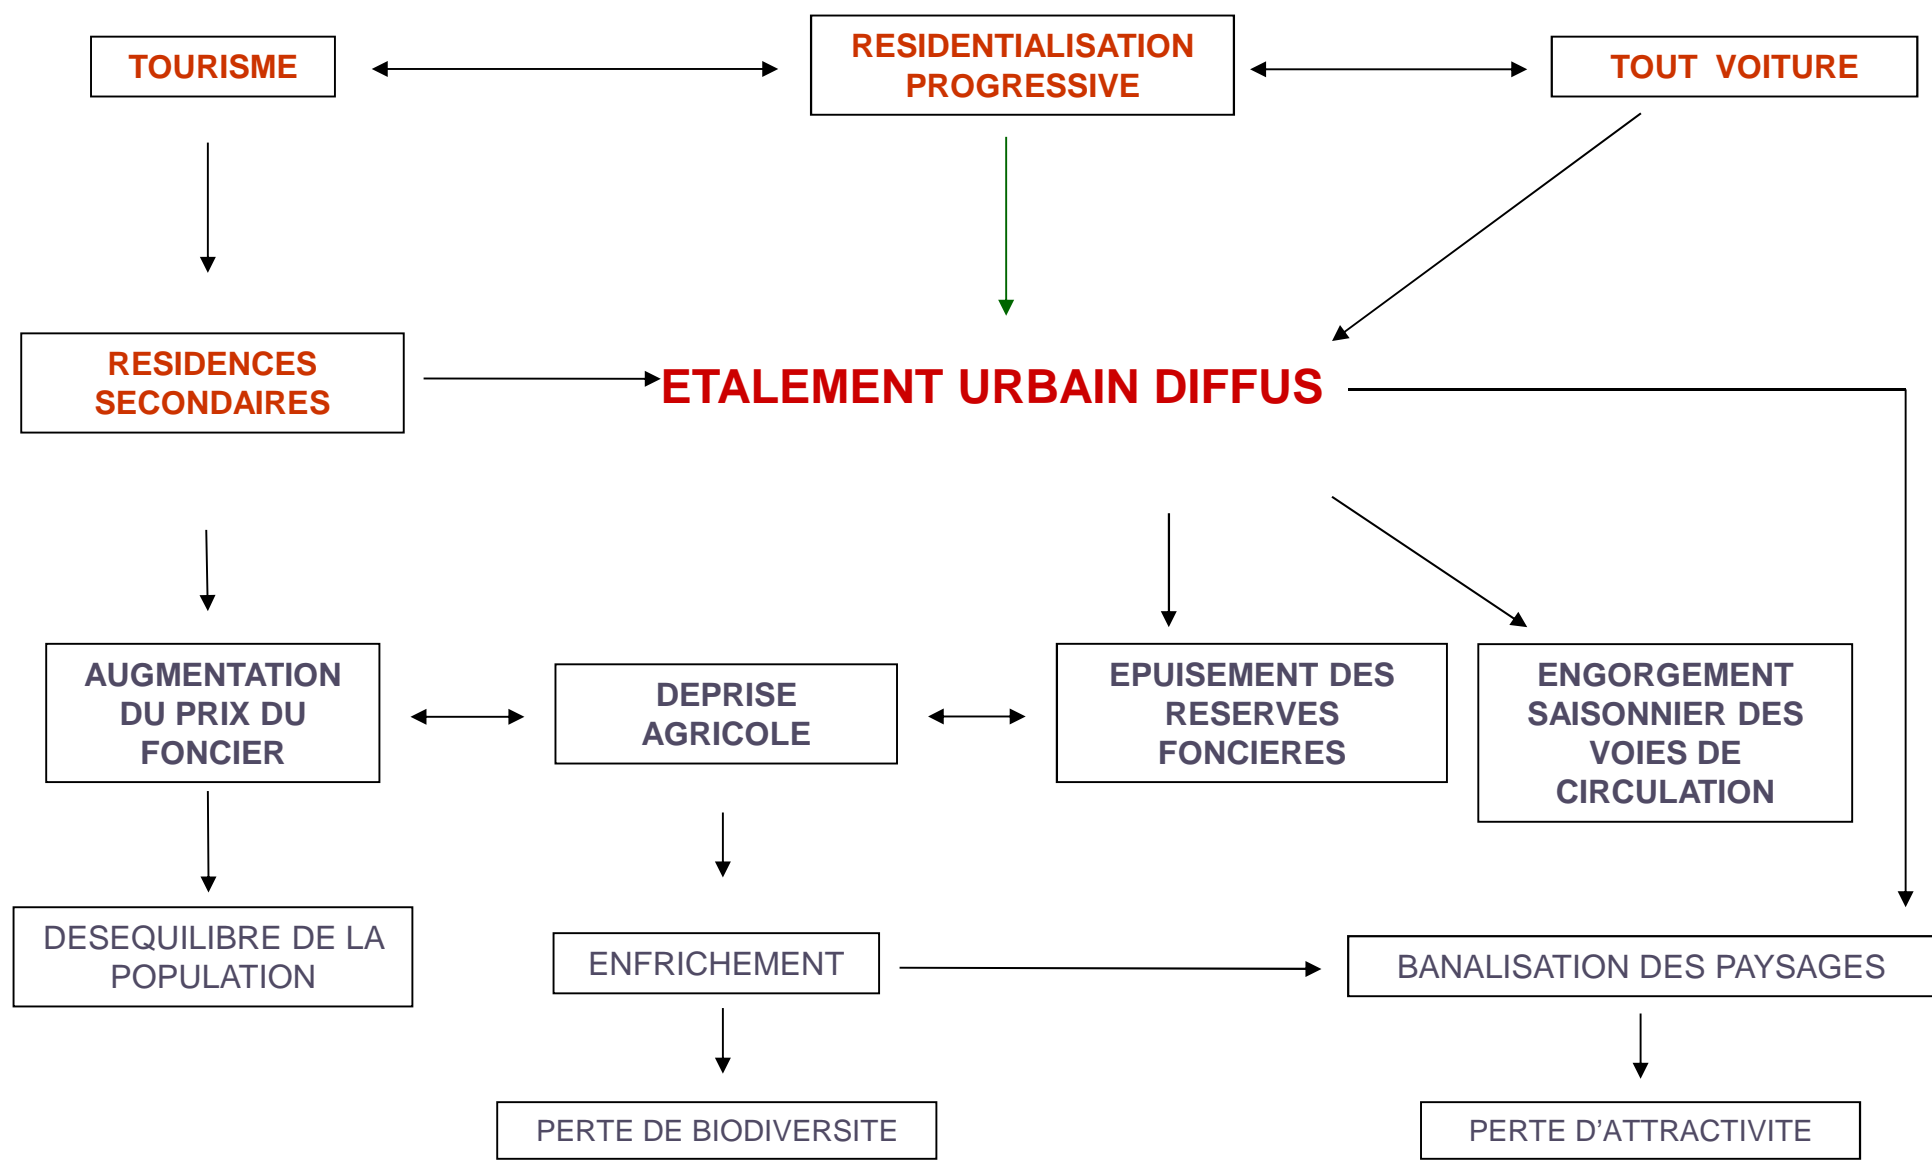 TOURISME
RESIDENTIALISATION
PROGRESSIVE
TOUT VOITURE
RESIDENCES
SECONDAIRES
ETALEMENT URBAIN DIFFUS
AUGMENTATION
DU PRIX DU
FONCIER
DEPRISE
AGRICOLE
EPUISEMENT DES
RESERVES
FONCIERES
ENGORGEMENT
SAISONNIER DES
VOIES DE
CIRCULATION
DESEQUILIBRE DE LA
POPULATION
ENFRICHEMENT
BANALISATION DES PAYSAGES
PERTE DE BIODIVERSITE
PERTE D’ATTRACTIVITE